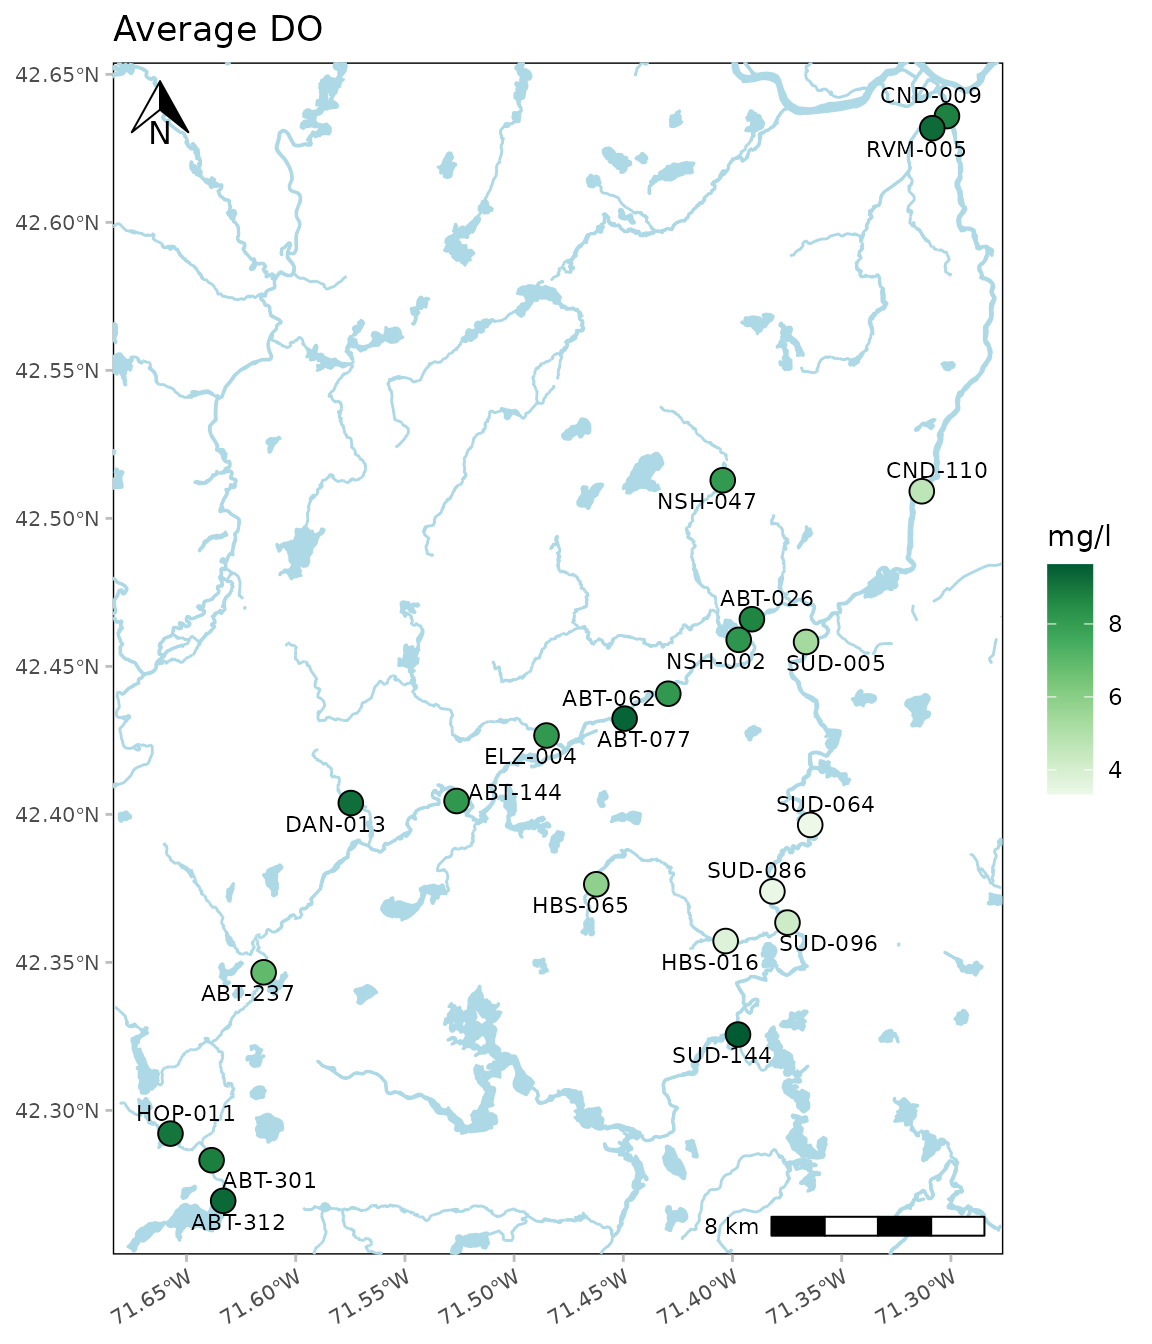 Average DO
42.65°N
42.60°N
42.55°N
42.50°N
42.45°N
42.40°N
42.35°N
42.30°N
N
CND-009
RVM-005
CND-110
NSH-047
ABT-026
NSH-002
SUD-005
ABT-062
ABT-077
ELZ-004
ABT-144
DAN-013
SUD-064
SUD-086
HBS-065
SUD-096
HBS-016
ABT-237
SUD-144
HOP-011
ABT-301
ABT-312
8 km
71.65°W
71.60°W
71.55°W
71.50°W
71.45°W
71.40°W
71.35°W
71.30°W
mg/l
8
6
4